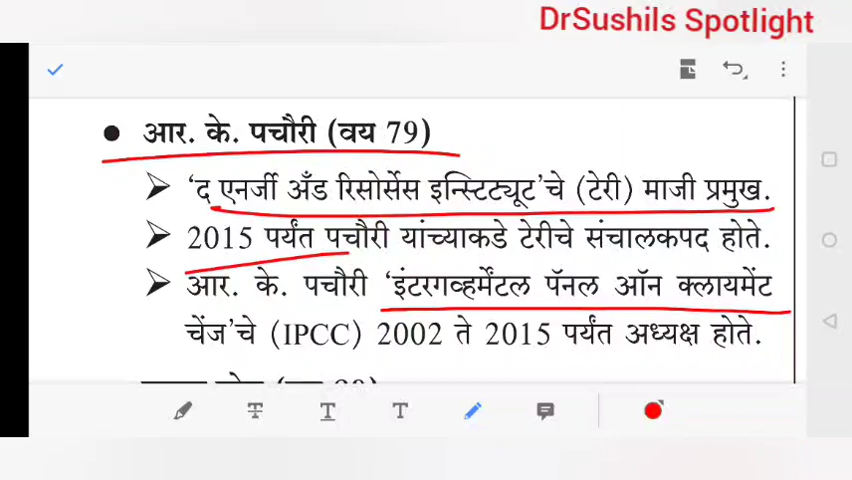 DrSushils Spotlight
● आर. के. पचौरी (वय 79)
➢ 'द एनर्जी अँड रिसोर्सेस इन्स्टिट्यूट'चे (टेरी) माजी प्रमुख.
➢ 2015 पर्यंत पचौरी यांच्याकडे टेरीचे संचालकपद होते.
➢ आर. के. पचौरी 'इंटरगव्हर्मेंटल पॅनल ऑन क्लायमेंट
चेंज'चे (IPCC) 2002 ते 2015 पर्यंत अध्यक्ष होते.